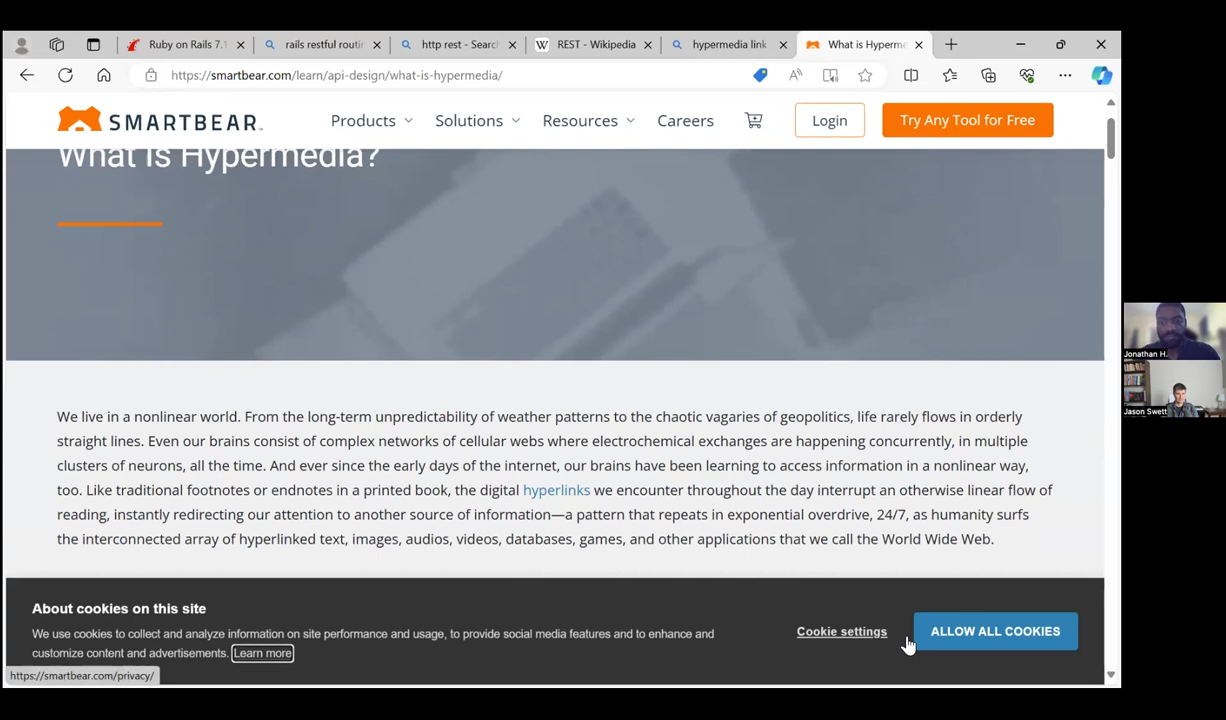 Ruby on Rails 7.1
rails restful routin
http rest - Searc
W REST - Wikipedia
hypermedia link
What is Hyperme
https://smartbear.com/learn/api-design/what-is-hypermedia/
SMARTBEAR
Products
Solutions
Resources
Careers
Login
Try Any Tool for Free
What Is Hypermedia?
We live in a nonlinear world. From the long-term unpredictability of weather patterns to the chaotic vagaries of geopolitics, life rarely flows in orderly
straight lines. Even our brains consist of complex networks of cellular webs where electrochemical exchanges are happening concurrently, in multiple
clusters of neurons, all the time. And ever since the early days of the internet, our brains have been learning to access information in a nonlinear way,
too. Like traditional footnotes or endnotes in a printed book, the digital hyperlinks we encounter throughout the day interrupt an otherwise linear flow of
reading, instantly redirecting our attention to another source of information—a pattern that repeats in exponential overdrive, 24/7, as humanity surfs
the interconnected array of hyperlinked text, images, audios, videos, databases, games, and other applications that we call the World Wide Web.
About cookies on this site
We use cookies to collect and analyze information on site performance and usage, to provide social media features and to enhance and
customize content and advertisements. Learn more
Cookie settings
ALLOW ALL COOKIES
https://smartbear.com/privacy/
Jonathan H.
Jason Swett